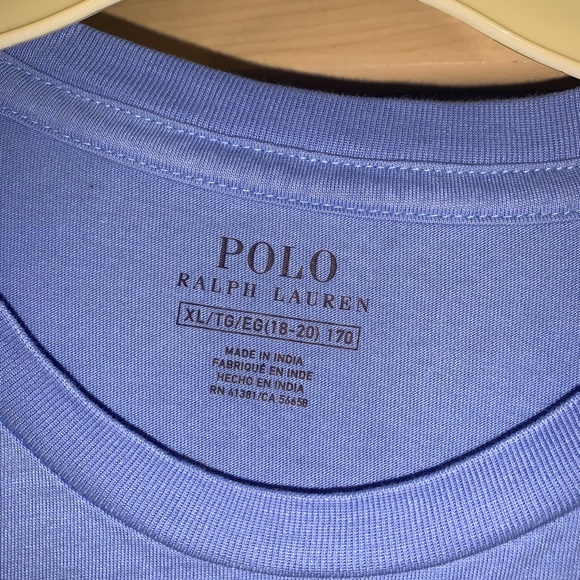 POLO
RALPH LAUREN
XL/TG/EG(18-20) 170
MADE IN INDIA
FABRIQUÉ EN INDE
HECHO EN INDIA
RN 41381/CA 5665B